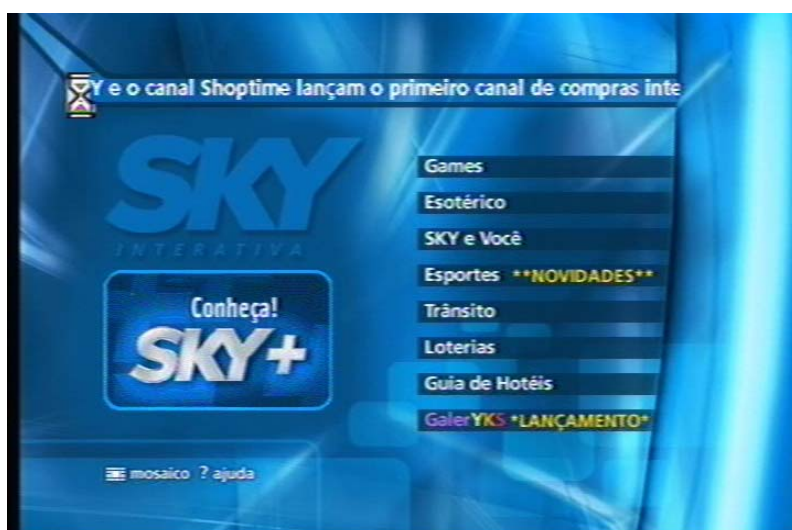 Y e o canal Shoptime lançam o primeiro canal de compras inte
SKY
INTERATIVA
Conheça!
SKY+
Games
Esotérico
SKY e Você
Esportes **NOVIDADES**
Trânsito
Loterias
Guia de Hotéis
GalerYKS *LANÇAMENTO*
mosaico ? ajuda